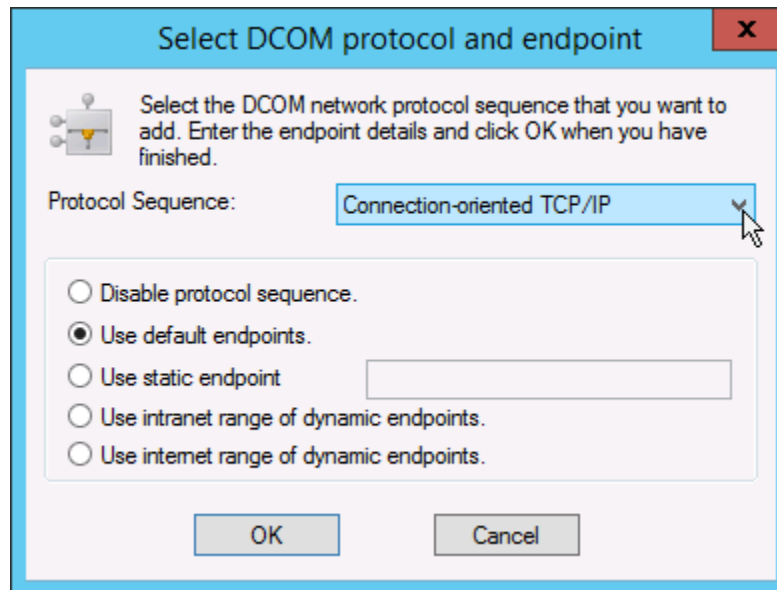 Select DCOM protocol and endpoint
x
Select the DCOM network protocol sequence that you want to
add. Enter the endpoint details and click OK when you have
finished.
Protocol Sequence: Connection-oriented TCP/IP
Disable protocol sequence.
Use default endpoints.
Use static endpoint
Use intranet range of dynamic endpoints.
Use internet range of dynamic endpoints.
OK Cancel